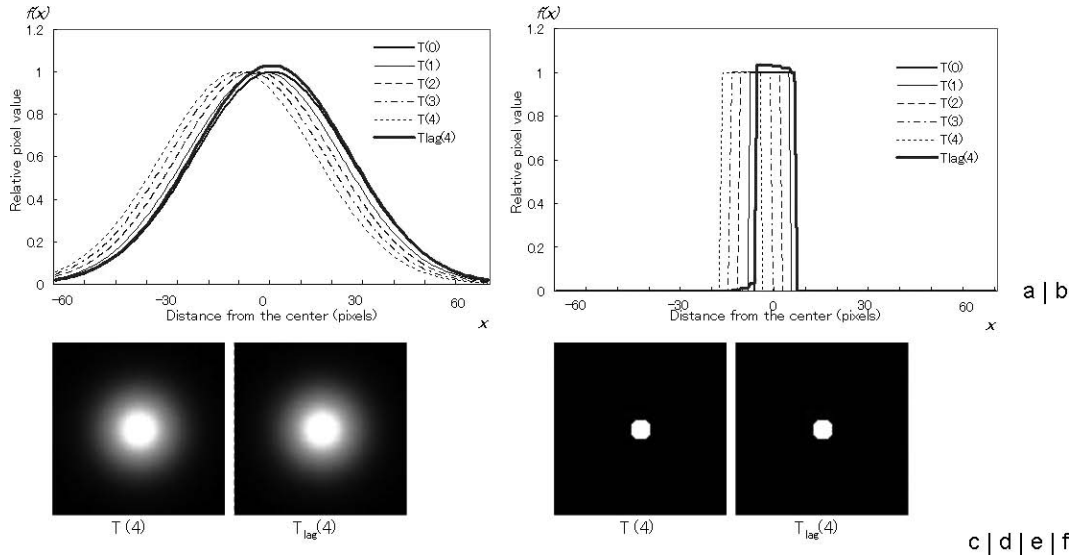 f(x)
1.2
1
0.8
0.6
0.4
0.2
0
Relative pixel value
T(0)
T(1)
T(2)
T(3)
T(4)
Tlag(4)
-60
-30
0
30
60
Distance from the center (pixels)
x
f(x)
1.2
1
0.8
0.6
0.4
0.2
0
Relative pixel value
T(0)
T(1)
T(2)
T(3)
T(4)
Tlag(4)
-60
-30
0
30
60
Distance from the center (pixels)
x
a | b
T (4)
Tlag(4)
T (4)
Tlag(4)
c | d | e | f